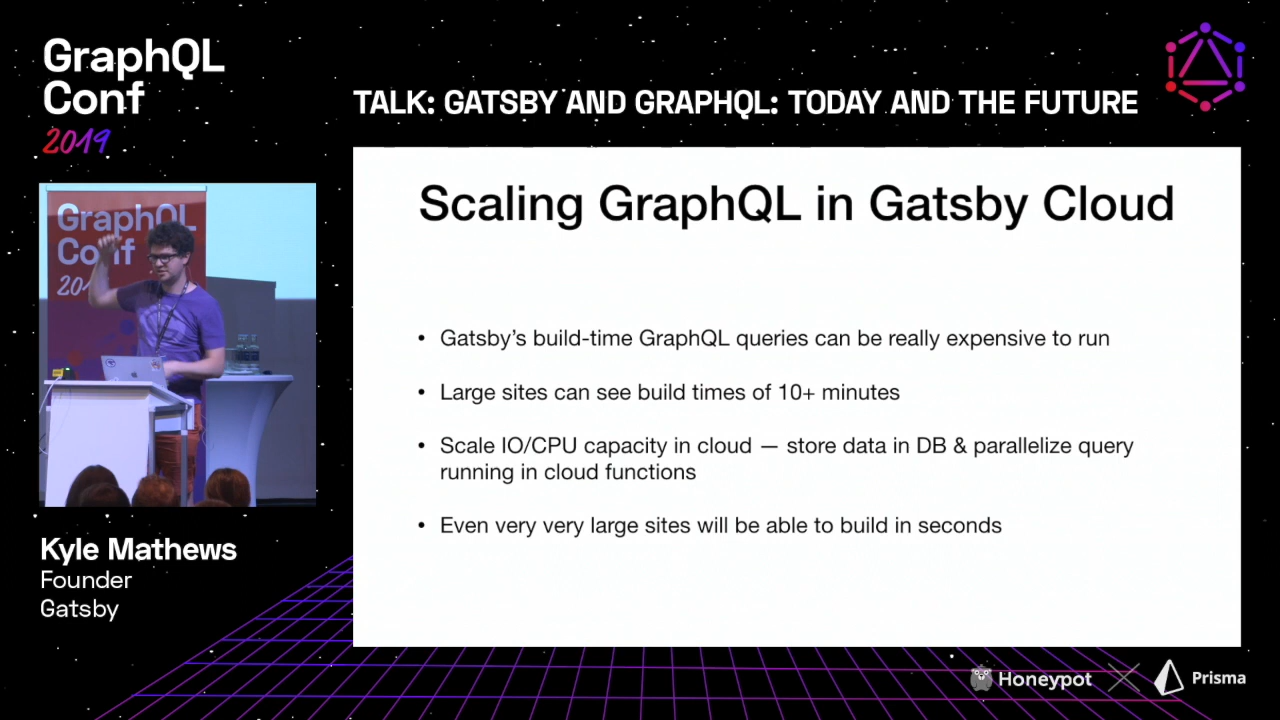 GraphQL
Conf
2019
TALK: GATSBY AND GRAPHQL: TODAY AND THE FUTURE
Scaling GraphQL in Gatsby Cloud
• Gatsby’s build-time GraphQL queries can be really expensive to run
• Large sites can see build times of 10+ minutes
• Scale IO/CPU capacity in cloud — store data in DB & parallelize query
running in cloud functions
• Even very very large sites will be able to build in seconds
GraphQL
Conf
20
Kyle Mathews
Founder
Gatsby
Honeypot
Prisma